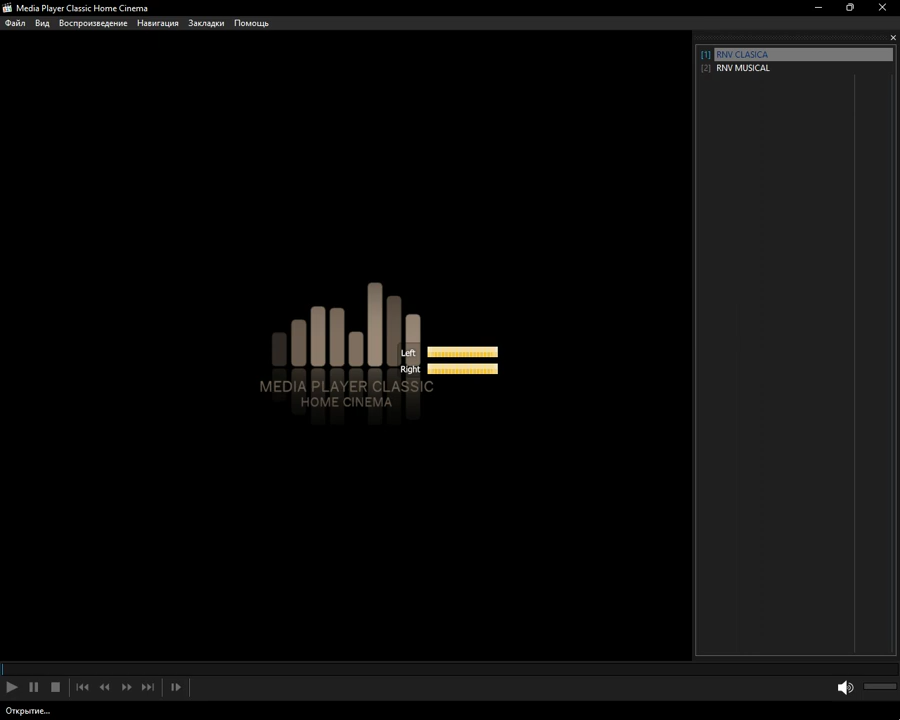 Media Player Classic Home Cinema
Файл Вид Воспроизведение Навигация Закладки Помощь
[1] RNV CLASICA
[2] RNV MUSICAL
Left
Right
MEDIA PLAYER CLASSIC
HOME CINEMA
Открытие...